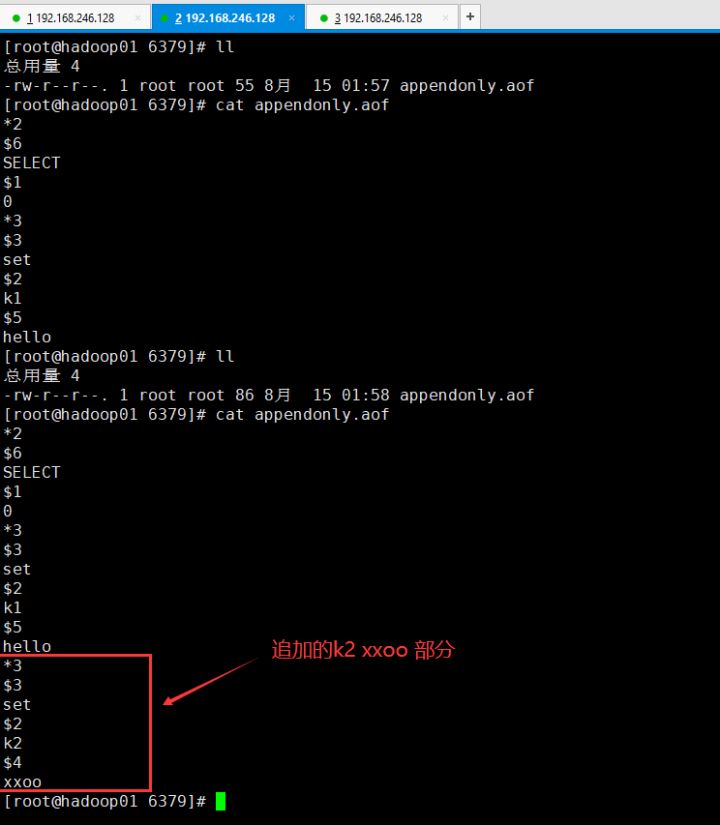 1 192.168.246.128 × 2 192.168.246.128 × 3 192.168.246.128 × +
[root@hadoop01 6379]# ll
总用量 4
-rw-r--r--. 1 root root 55 8月  15 01:57 appendonly.aof
[root@hadoop01 6379]# cat appendonly.aof
*2
$6
SELECT
$1
0
*3
$3
set
$2
k1
$5
hello
[root@hadoop01 6379]# ll
总用量 4
-rw-r--r--. 1 root root 86 8月  15 01:58 appendonly.aof
[root@hadoop01 6379]# cat appendonly.aof
*2
$6
SELECT
$1
0
*3
$3
set
$2
k1
$5
hello
追加的k2 xxoo 部分
*3
$3
set
$2
k2
$4
xxoo
[root@hadoop01 6379]#